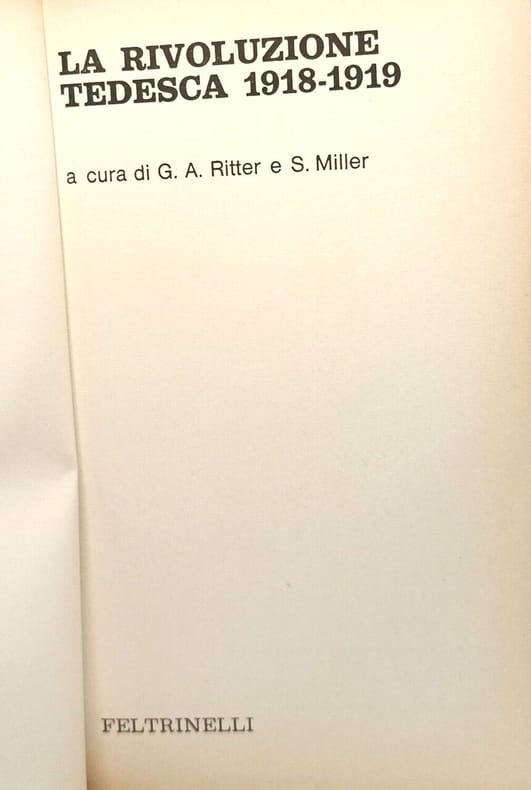 LA RIVOLUZIONE
TEDESCA 1918-1919
a cura di G. A. Ritter e S. Miller
FELTRINELLI